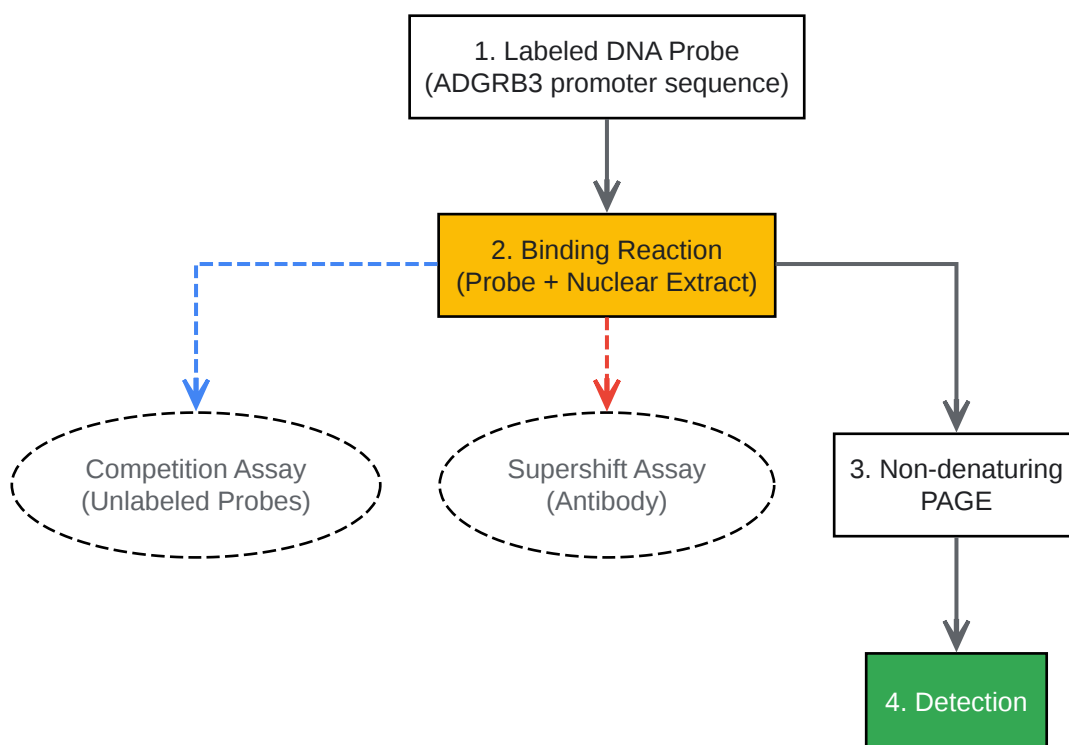 1. Labeled DNA Probe
(ADGRB3 promoter sequence)
2. Binding Reaction
(Probe + Nuclear Extract)
Competition Assay
(Unlabeled Probes)
Supershift Assay
(Antibody)
3. Non-denaturing
PAGE
4. Detection